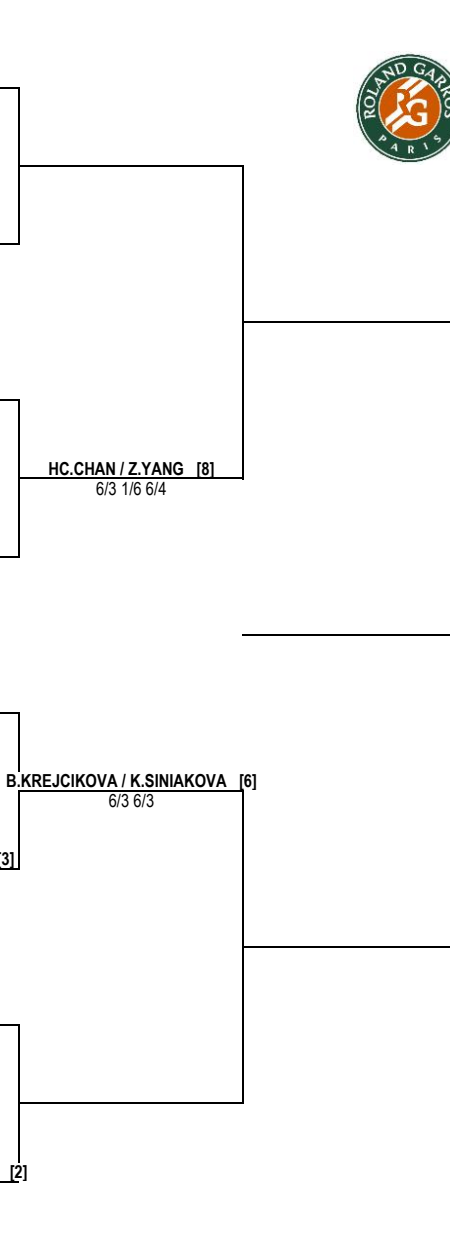 ROLAND GARROS
RG
PARIS
HC.CHAN / Z.YANG [8]
6/3 1/6 6/4
B.KREJCIKOVA / K.SINIAKOVA [6]
6/3 6/3
3]
[2]